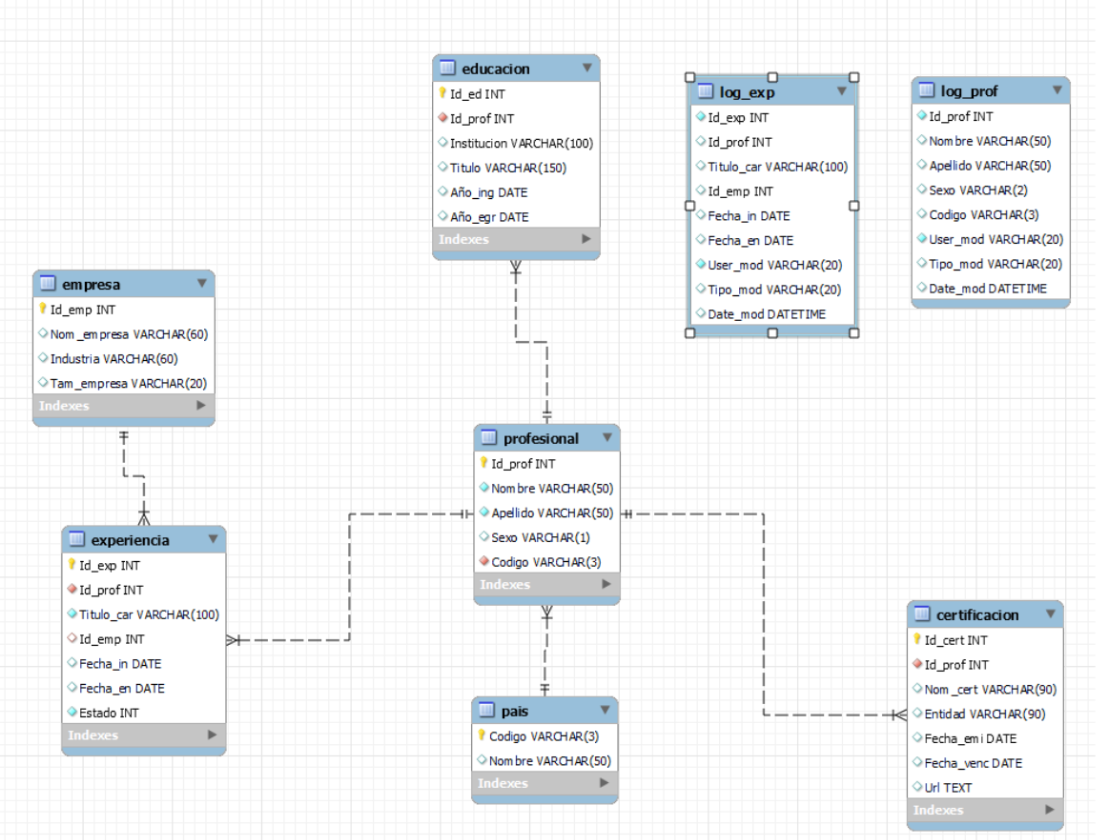 educacion
Id_ed INT
Id_prof INT
Institucion VARCHAR(100)
Titulo VARCHAR(150)
Año_ing DATE
Año_egr DATE
Indexes
log_exp
Id_exp INT
Id_prof INT
Titulo_car VARCHAR(100)
Id_emp INT
Fecha_in DATE
Fecha_en DATE
User_mod VARCHAR(20)
Tipo_mod VARCHAR(20)
Date_mod DATETIME
log_prof
Id_prof INT
Nombre VARCHAR(50)
Apellido VARCHAR(50)
Sexo VARCHAR(2)
Codigo VARCHAR(3)
User_mod VARCHAR(20)
Tipo_mod VARCHAR(20)
Date_mod DATETIME
empresa
Id_emp INT
Nom_empresa VARCHAR(60)
Industria VARCHAR(60)
Tam_empresa VARCHAR(20)
Indexes
profesional
Id_prof INT
Nombre VARCHAR(50)
Apellido VARCHAR(50)
Sexo VARCHAR(1)
Codigo VARCHAR(3)
Indexes
experiencia
Id_exp INT
Id_prof INT
Titulo_car VARCHAR(100)
Id_emp INT
Fecha_in DATE
Fecha_en DATE
Estado INT
Indexes
pais
Codigo VARCHAR(3)
Nombre VARCHAR(50)
Indexes
certificacion
Id_cert INT
Id_prof INT
Nom_cert VARCHAR(90)
Entidad VARCHAR(90)
Fecha_emi DATE
Fecha_venc DATE
Url TEXT
Indexes